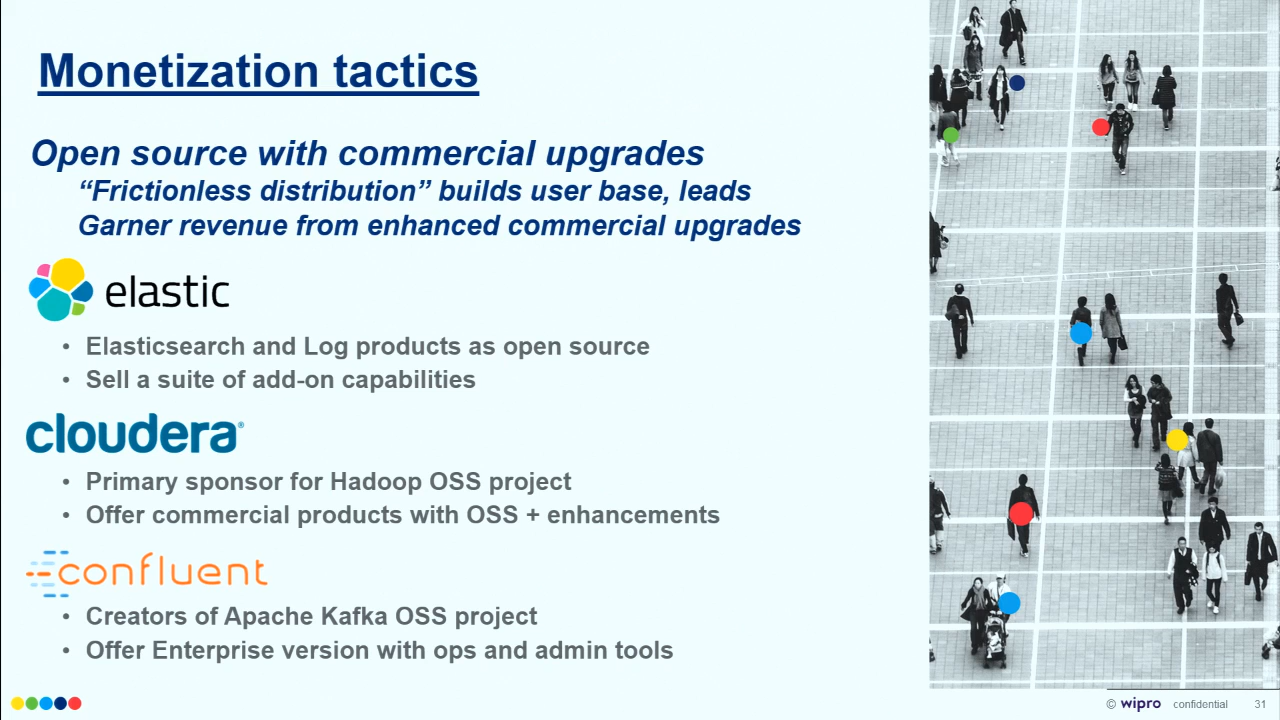 Monetization tactics
Open source with commercial upgrades
“Frictionless distribution” builds user base, leads
Garner revenue from enhanced commercial upgrades
elastic
• Elasticsearch and Log products as open source
• Sell a suite of add-on capabilities
cloudera®
• Primary sponsor for Hadoop OSS project
• Offer commercial products with OSS + enhancements
confluent
• Creators of Apache Kafka OSS project
• Offer Enterprise version with ops and admin tools
© wipro confidential 31